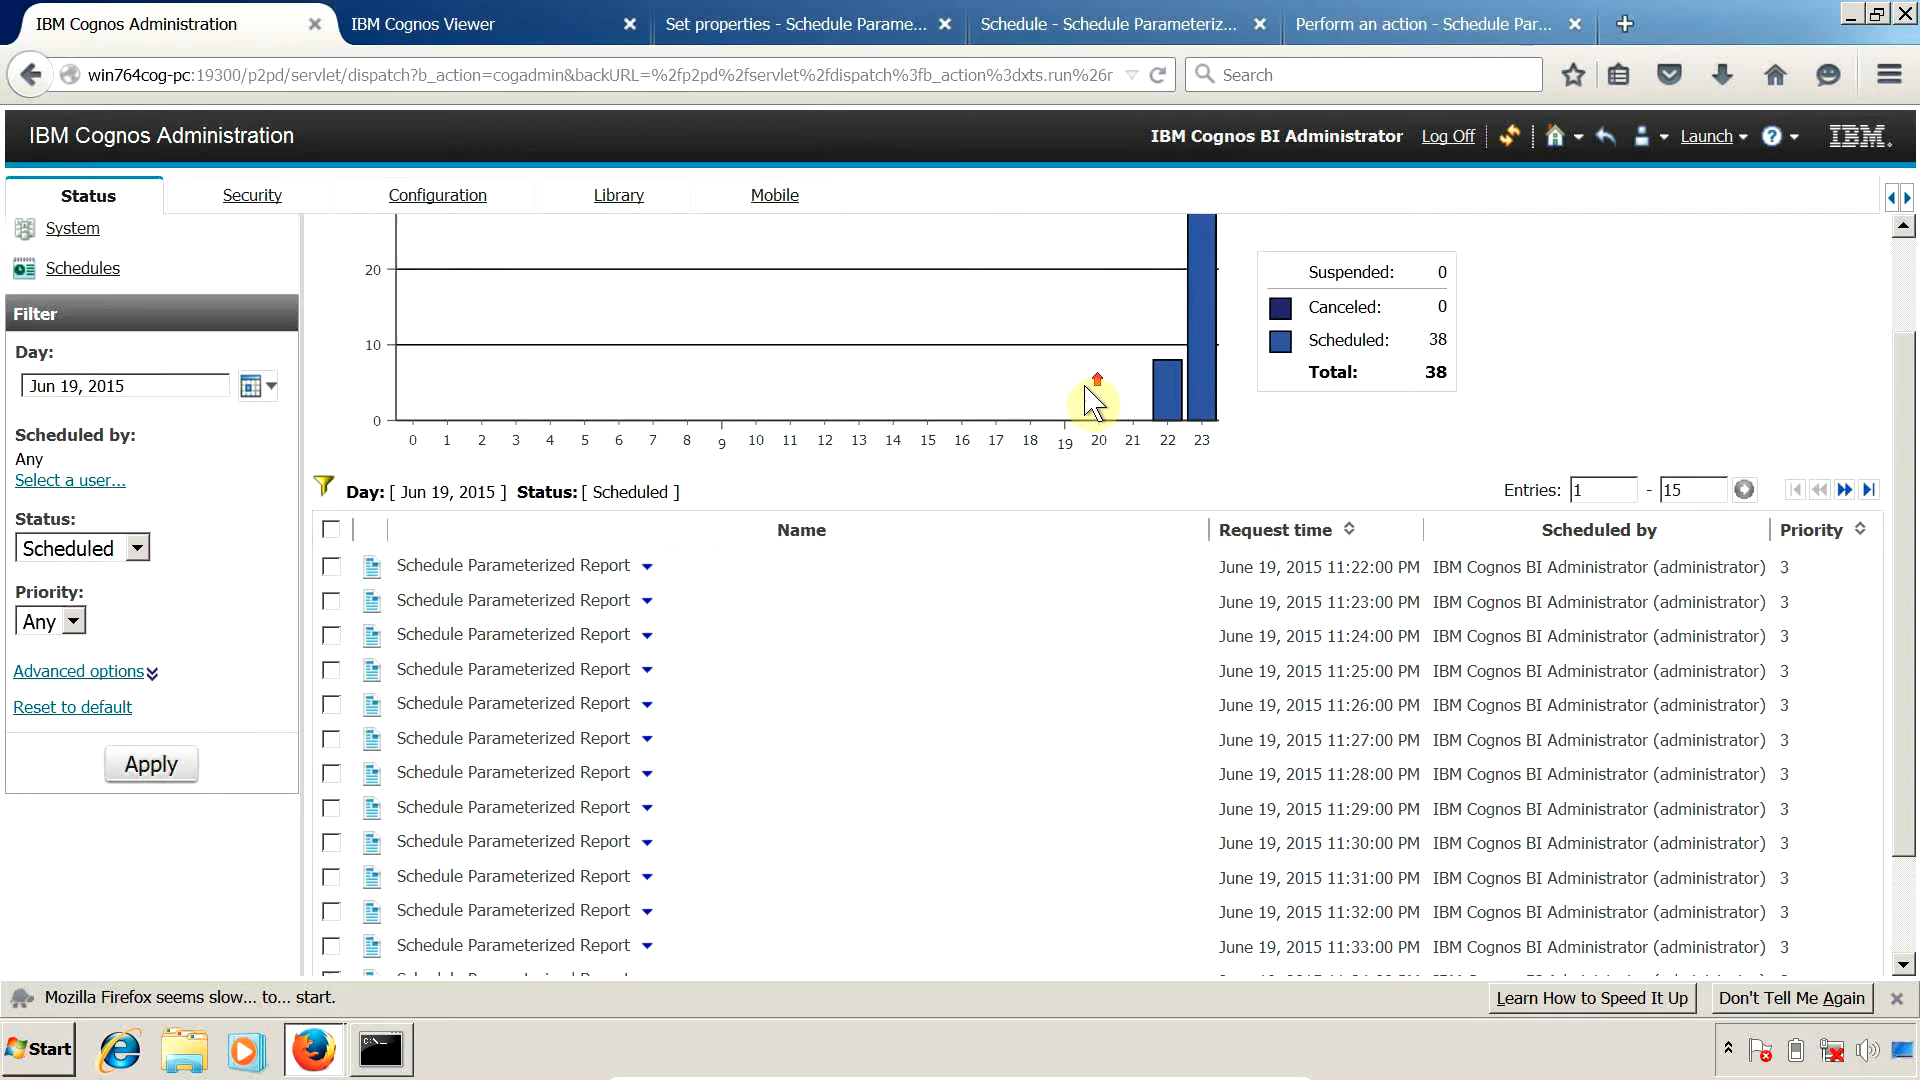 IBM Cognos Administration
IBM Cognos Viewer
Set properties - Schedule Parame...
Schedule - Schedule Parameteriz...
Perform an action - Schedule Par...
win764cog-pc:19300/p2pd/servlet/dispatch?b_action=cogadmin&backURL=%2fp2pd%2fservlet%2fdispatch%3fb_action%3dxts.run%26r
Search
IBM Cognos Administration
IBM Cognos BI Administrator
Log Off
Launch
IBM.
Status
Security
Configuration
Library
Mobile
System
Schedules
Filter
Day:
Jun 19, 2015
Scheduled by:
Any
Select a user...
Status:
Scheduled
Priority:
Any
Advanced options
Reset to default
Apply
20
10
0
0 1 2 3 4 5 6 7 8 9 10 11 12 13 14 15 16 17 18 19 20 21 22 23
Suspended: 0
Canceled: 0
Scheduled: 38
Total: 38
Day: [ Jun 19, 2015 ] Status: [ Scheduled ]
Entries: 1 - 15
Name Request time Scheduled by Priority
Schedule Parameterized Report June 19, 2015 11:22:00 PM IBM Cognos BI Administrator (administrator) 3
Schedule Parameterized Report June 19, 2015 11:23:00 PM IBM Cognos BI Administrator (administrator) 3
Schedule Parameterized Report June 19, 2015 11:24:00 PM IBM Cognos BI Administrator (administrator) 3
Schedule Parameterized Report June 19, 2015 11:25:00 PM IBM Cognos BI Administrator (administrator) 3
Schedule Parameterized Report June 19, 2015 11:26:00 PM IBM Cognos BI Administrator (administrator) 3
Schedule Parameterized Report June 19, 2015 11:27:00 PM IBM Cognos BI Administrator (administrator) 3
Schedule Parameterized Report June 19, 2015 11:28:00 PM IBM Cognos BI Administrator (administrator) 3
Schedule Parameterized Report June 19, 2015 11:29:00 PM IBM Cognos BI Administrator (administrator) 3
Schedule Parameterized Report June 19, 2015 11:30:00 PM IBM Cognos BI Administrator (administrator) 3
Schedule Parameterized Report June 19, 2015 11:31:00 PM IBM Cognos BI Administrator (administrator) 3
Schedule Parameterized Report June 19, 2015 11:32:00 PM IBM Cognos BI Administrator (administrator) 3
Schedule Parameterized Report June 19, 2015 11:33:00 PM IBM Cognos BI Administrator (administrator) 3
Mozilla Firefox seems slow... to... start.
Learn How to Speed It Up
Don't Tell Me Again
Start